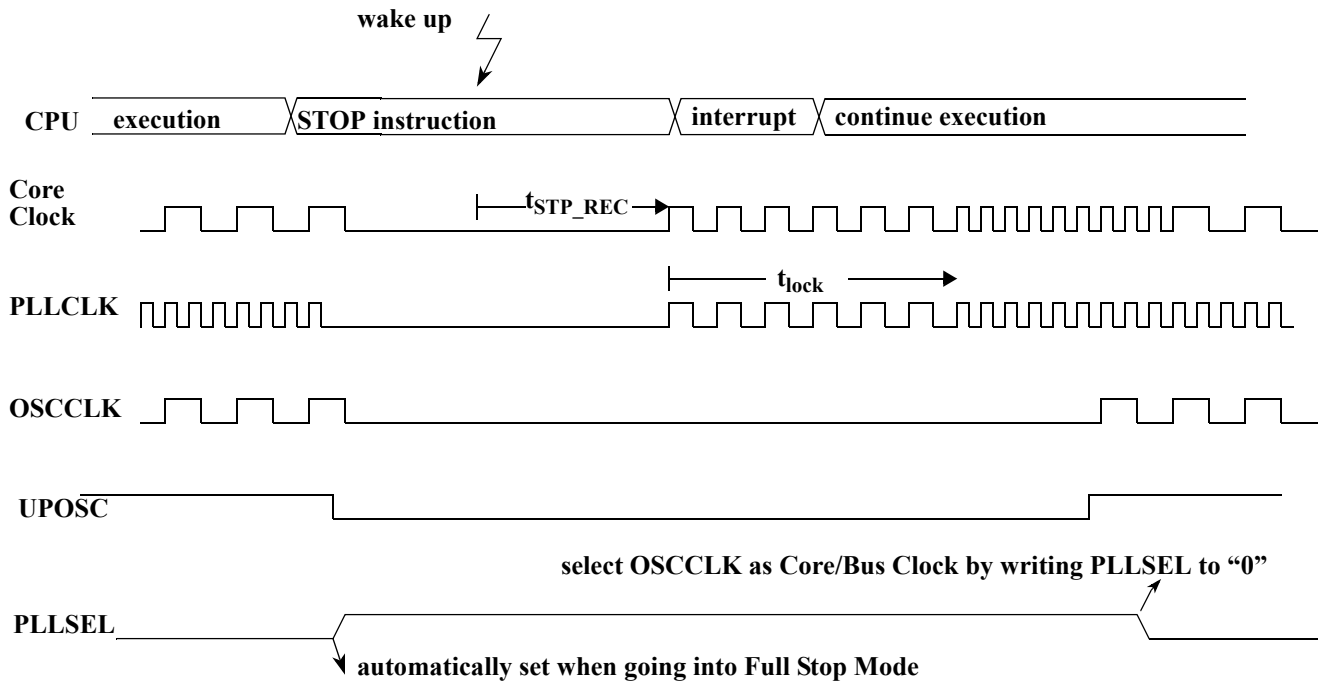 wake up
CPU
execution
STOP instruction
interrupt
continue execution
Core
Clock
tSTP_REC
tlock
PLLCLK
OSCCLK
UPOSC
select OSCCLK as Core/Bus Clock by writing PLLSEL to “0”
PLLSEL
automatically set when going into Full Stop Mode